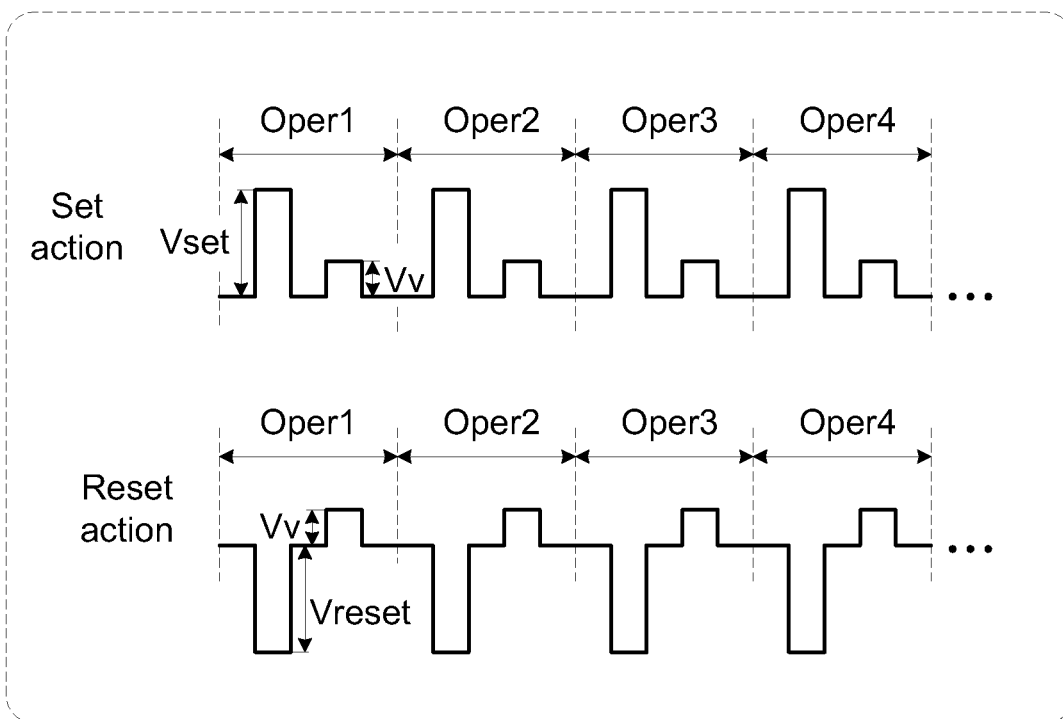 Oper1 Oper2 Oper3 Oper4
Set
action
Vset
Vv
...
Oper1 Oper2 Oper3 Oper4
Reset
action
Vv
...
Vreset